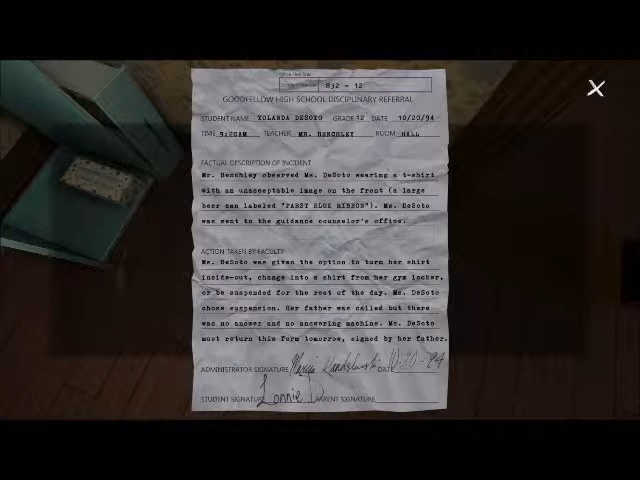 Office Use Only
832 - 12
GOODFELLOW HIGH SCHOOL DISCIPLINARY REFERRAL
STUDENT NAME YOLANDA DESOTO GRADE 12 DATE 10/20/94
TIME 9:20AM TEACHER MR. BENCHLEY ROOM HALL
FACTUAL DESCRIPTION OF INCIDENT
Mr. Benchley observed Ms. DeSoto wearing a t-shirt
with an unacceptable image on the front (a large
beer can labeled "PABST BLUE RIBBON"). Ms. DeSoto
was sent to the guidance counselor's office.
ACTION TAKEN BY FACULTY
Ms. DeSoto was given the option to turn her shirt
inside-out, change into a shirt from her gym locker,
or be suspended for the rest of the day. Ms. DeSoto
chose suspension. Her father was called but there
was no answer and no answering machine. Ms. DeSoto
must return this form tomorrow, signed by her father.
ADMINISTRATOR SIGNATURE DATE 10-20-94
STUDENT SIGNATURE Lonnie D PARENT SIGNATURE